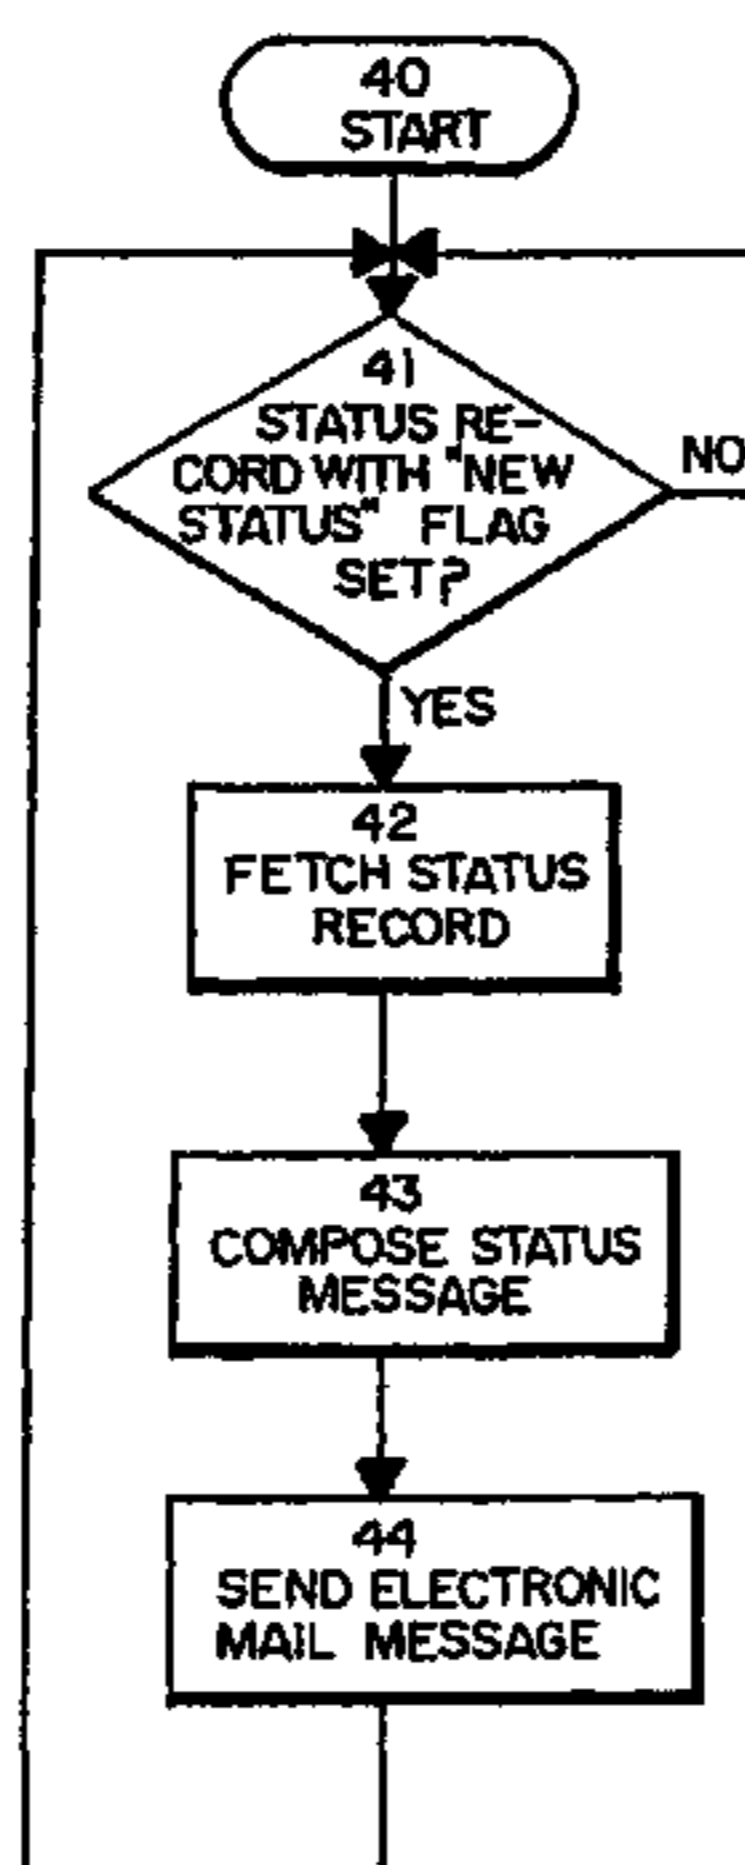 40
START
41
STATUS RE-
CORD WITH "NEW
STATUS" FLAG
SET?
NO
YES
42
FETCH STATUS
RECORD
43
COMPOSE STATUS
MESSAGE
44
SEND ELECTRONIC
MAIL MESSAGE